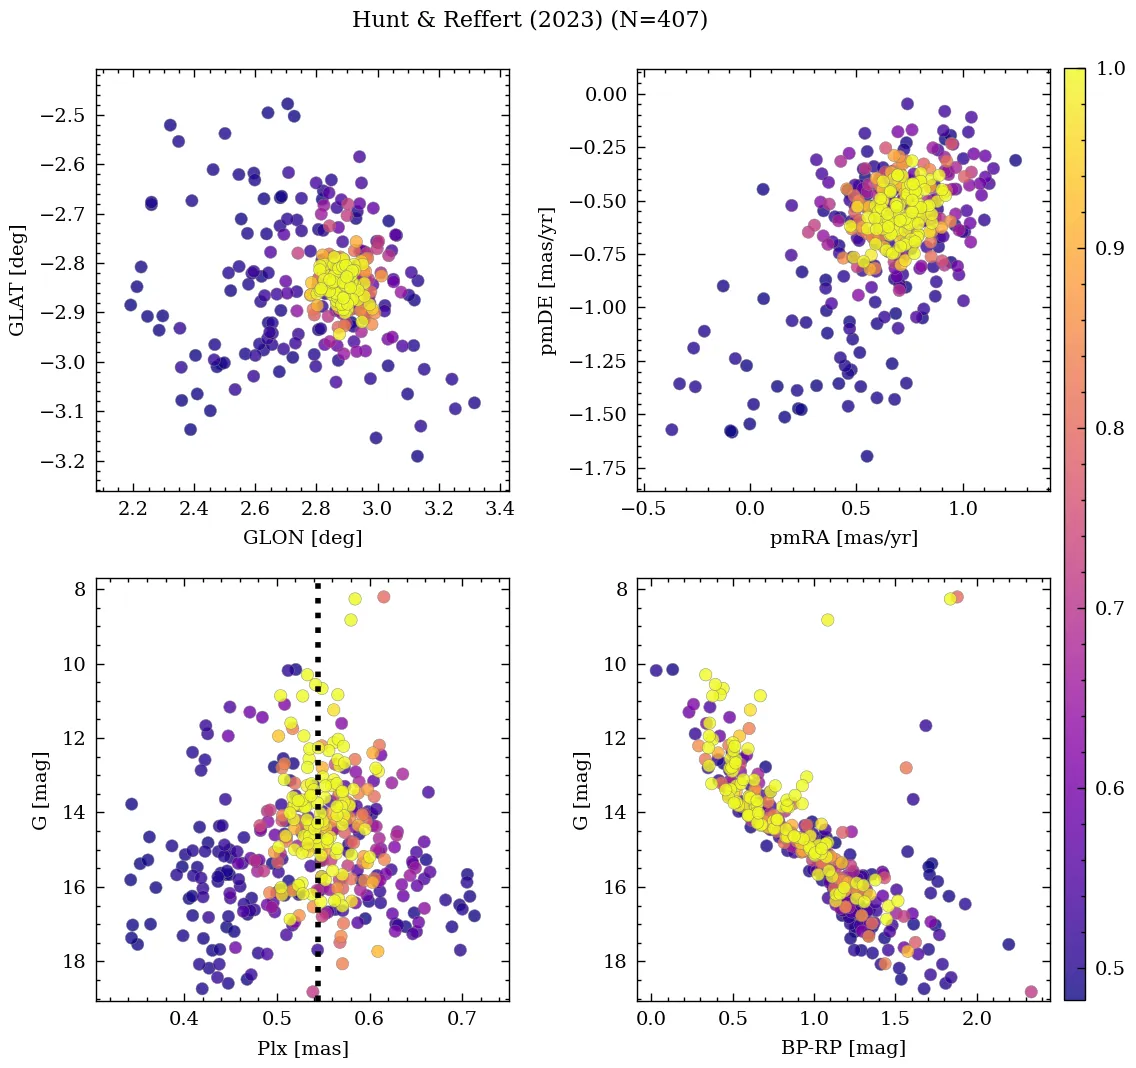 Hunt & Reffert (2023) (N=407)
−2.5
−2.6
−2.7
−2.8
−2.9
−3.0
−3.1
−3.2
GLAT [deg]
2.2 2.4 2.6 2.8 3.0 3.2 3.4
GLON [deg]
0.00
−0.25
−0.50
−0.75
−1.00
−1.25
−1.50
−1.75
pmDE [mas/yr]
−0.5 0.0 0.5 1.0
pmRA [mas/yr]
8
10
12
14
16
18
G [mag]
0.4 0.5 0.6 0.7
Plx [mas]
8
10
12
14
16
18
G [mag]
0.0 0.5 1.0 1.5 2.0
BP-RP [mag]
1.0
0.9
0.8
0.7
0.6
0.5